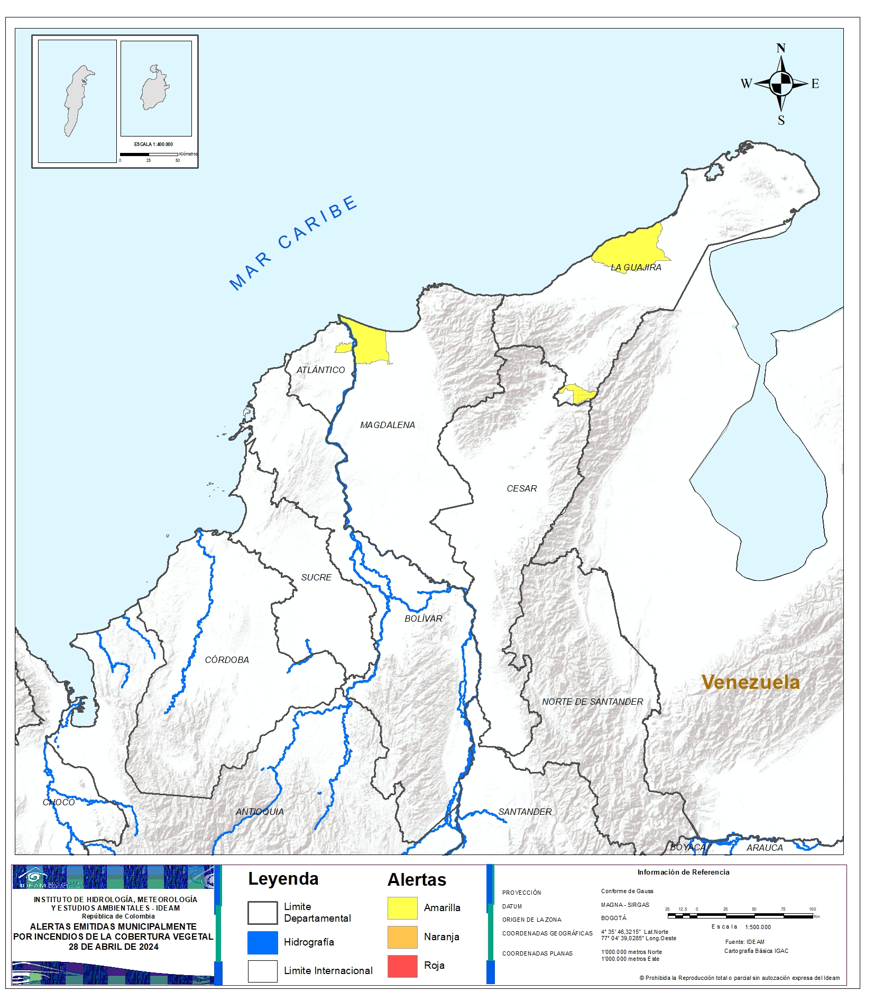 ESCALA 1:400.000
Kilómetros
0 25 50
N
W E
S
MAR CARIBE
LA GUAJIRA
ATLÁNTICO
MAGDALENA
CESAR
SUCRE
BOLÍVAR
CÓRDOBA
Venezuela
NORTE DE SANTANDER
CHOCÓ
ANTIOQUIA
SANTANDER
BOYACÁ
ARAUCA
IDEAM
INSTITUTO DE HIDROLOGÍA, METEOROLOGÍA
Y ESTUDIOS AMBIENTALES - IDEAM
República de Colombia
ALERTAS EMITIDAS MUNICIPALMENTE
POR INCENDIOS DE LA COBERTURA VEGETAL
28 DE ABRIL DE 2024
Leyenda
Limite
Departamental
Hidrografía
Limite Internacional
Alertas
Amarilla
Naranja
Roja
Información de Referencia
PROYECCIÓN Conforme de Gauss
DATUM MAGNA - SIRGAS
ORIGEN DE LA ZONA BOGOTÁ
COORDENADAS GEOGRÁFICAS 4° 35' 46,3215" Lat.Norte
77° 04' 39,0285" Long.Oeste
COORDENADAS PLANAS 1'000.000 metros Norte
1'000.000 metros Este
25 12,5 0 25 50 75 100
Km
Escala 1:500.000
Fuente: IDEAM
Cartografía Básica IGAC
© Prohibida la Reproducción total o parcial sin autozación expresa del Ideam